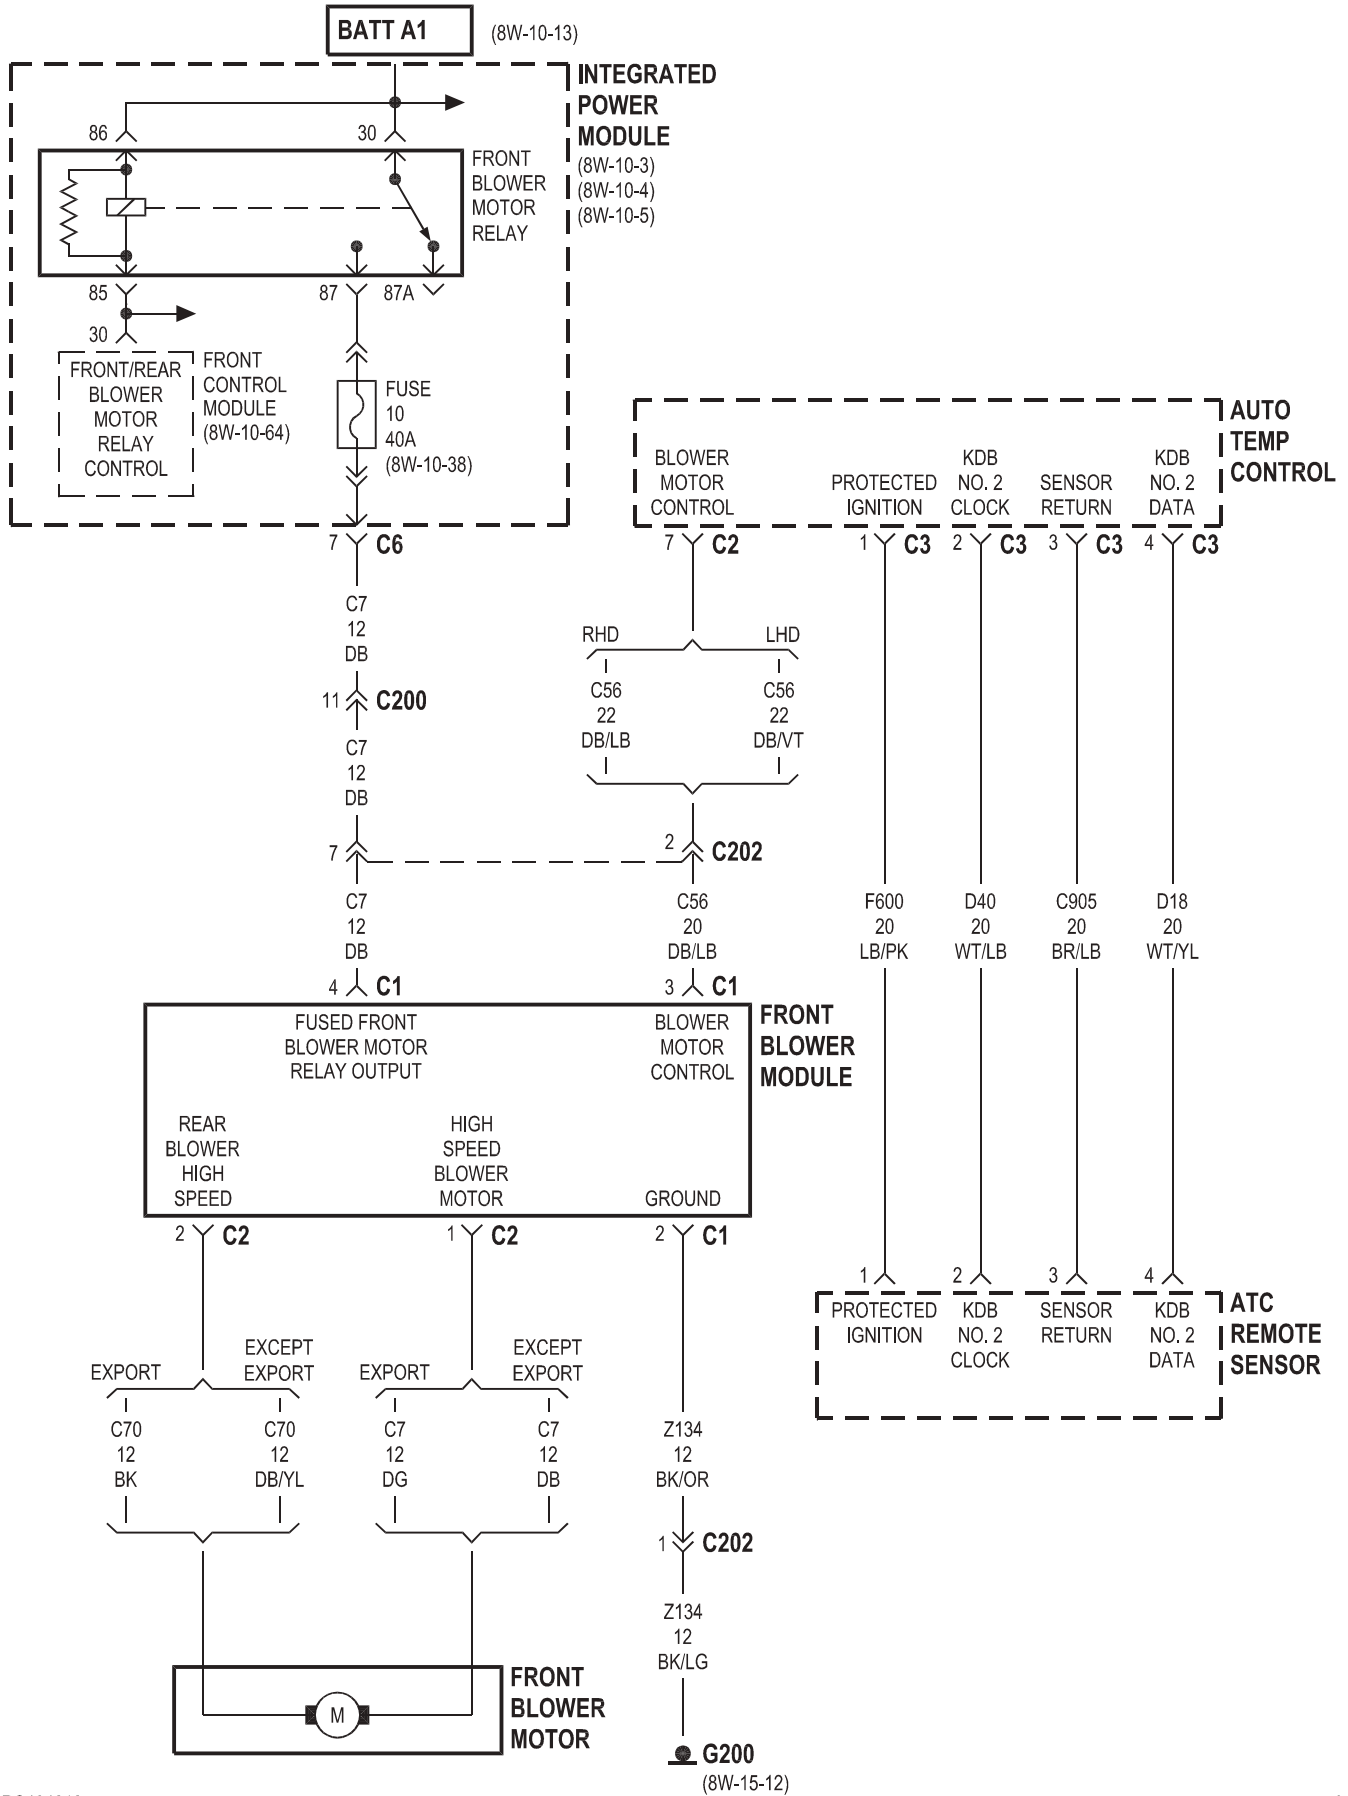 BATT A1 (8W-10-13)
INTEGRATED
POWER
MODULE
(8W-10-3)
(8W-10-4)
(8W-10-5)
86
30
FRONT
BLOWER
MOTOR
RELAY
85
87
87A
30
FRONT/REAR
BLOWER
MOTOR
RELAY
CONTROL
FRONT
CONTROL
MODULE
(8W-10-64)
FUSE
10
40A
(8W-10-38)
AUTO
TEMP
CONTROL
BLOWER
MOTOR
CONTROL
PROTECTED
IGNITION
KDB
NO. 2
CLOCK
SENSOR
RETURN
KDB
NO. 2
DATA
7 C6
7 C2
1 C3
2 C3
3 C3
4 C3
C7
12
DB
RHD
LHD
C56
22
DB/LB
C56
22
DB/VT
11 C200
C7
12
DB
7
2 C202
C7
12
DB
C56
20
DB/LB
F600
20
LB/PK
D40
20
WT/LB
C905
20
BR/LB
D18
20
WT/YL
4 C1
3 C1
FUSED FRONT
BLOWER MOTOR
RELAY OUTPUT
BLOWER
MOTOR
CONTROL
FRONT
BLOWER
MODULE
REAR
BLOWER
HIGH
SPEED
HIGH
SPEED
BLOWER
MOTOR
GROUND
2 C2
1 C2
2 C1
1
2
3
4
PROTECTED
IGNITION
KDB
NO. 2
CLOCK
SENSOR
RETURN
KDB
NO. 2
DATA
ATC
REMOTE
SENSOR
EXPORT
EXCEPT
EXPORT
EXPORT
EXCEPT
EXPORT
C70
12
BK
C70
12
DB/YL
C7
12
DG
C7
12
DB
Z134
12
BK/OR
1 C202
Z134
12
BK/LG
M
FRONT
BLOWER
MOTOR
G200
(8W-15-12)